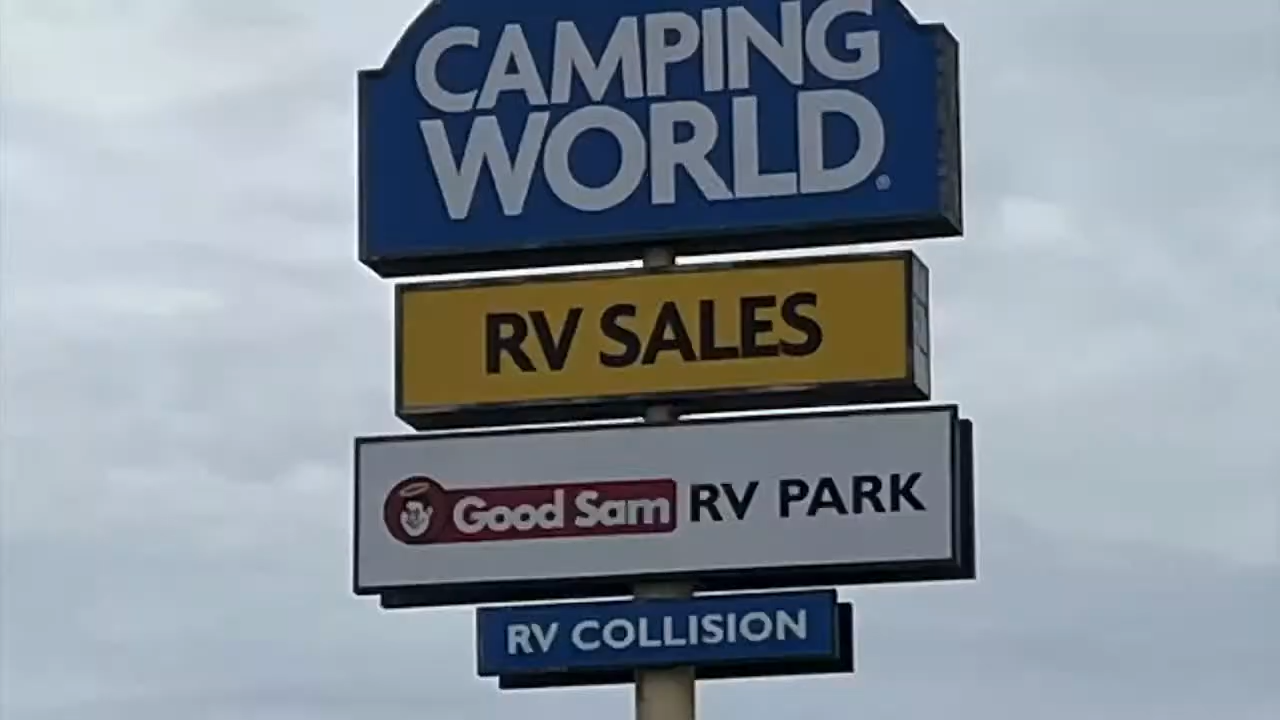 CAMPING
WORLD
RV SALES
Good Sam RV PARK
RV COLLISION